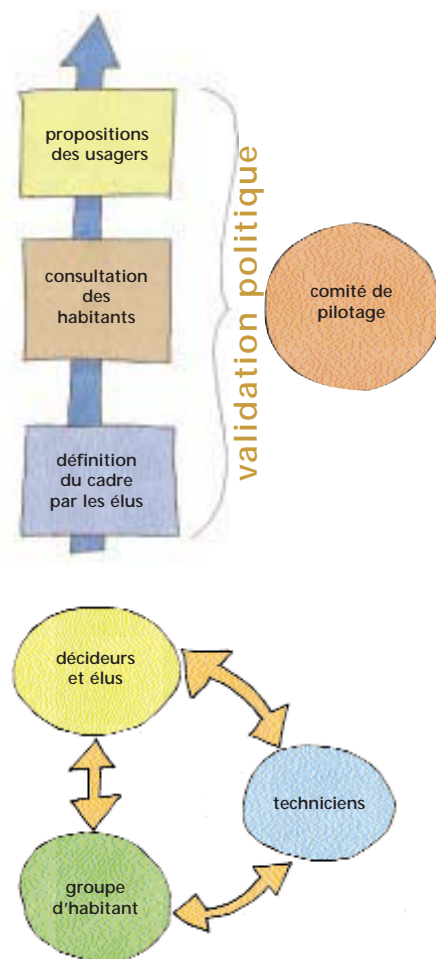 propositions
des usagers
consultation
des
habitants
définition
du cadre
par les élus
validation politique
comité de
pilotage
décideurs
et élus
techniciens
groupe
d'habitant